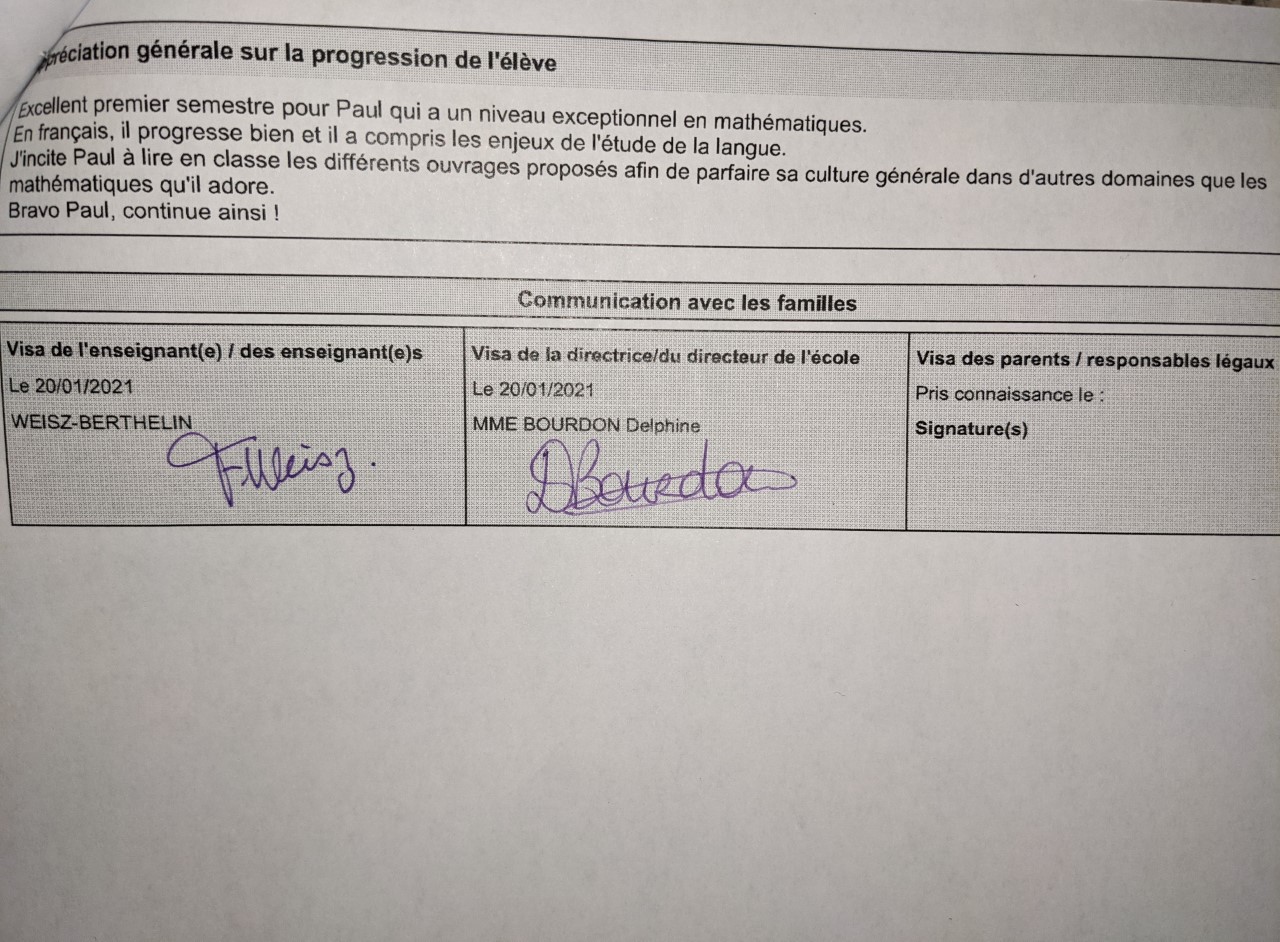 préciation générale sur la progression de l'élève
Excellent premier semestre pour Paul qui a un niveau exceptionnel en mathématiques.
En français, il progresse bien et il a compris les enjeux de l'étude de la langue.
J'incite Paul à lire en classe les différents ouvrages proposés afin de parfaire sa culture générale dans d'autres domaines que les
mathématiques qu'il adore.
Bravo Paul, continue ainsi !
Communication avec les familles
Visa de l'enseignant(e) / des enseignant(e)s
Le 20/01/2021
WEISZ-BERTHELIN
FWeisz.
Visa de la directrice/du directeur de l'école
Le 20/01/2021
MME BOURDON Delphine
DBourdon
Visa des parents / responsables légaux
Pris connaissance le :
Signature(s)